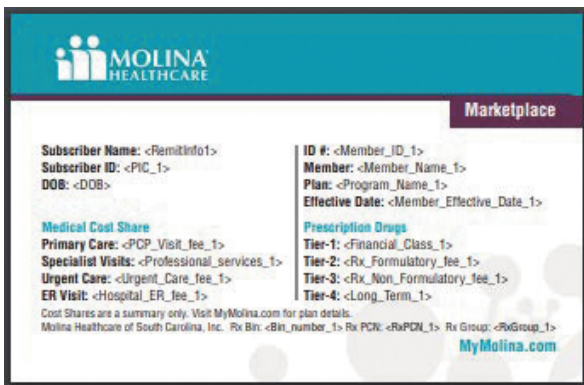 MOLINA
HEALTHCARE
Marketplace
Subscriber Name: <RemitInfo1>
Subscriber ID: <PIC_1>
DOB: <DOB>
ID #: <Member_ID_1>
Member: <Member_Name_1>
Plan: <Program_Name_1>
Effective Date: <Member_Effective_Date_1>
Medical Cost Share
Primary Care: <PCP_Visit_fee_1>
Specialist Visits: <Professional_services_1>
Urgent Care: <Urgent_Care_fee_1>
ER Visit: <Hospital_ER_fee_1>
Prescription Drugs
Tier-1: <Financial_Class_1>
Tier-2: <Rx_Formulatory_fee_1>
Tier-3: <Rx_Non_Formulatory_fee_1>
Tier-4: <Long_Term_1>
Cost Shares are a summary only. Visit MyMolina.com for plan details.
Molina Healthcare of South Carolina, Inc. Rx Bin: <Bin_number_1> Rx PCN: <RxPCN_1> Rx Group: <RxGroup_1>
MyMolina.com